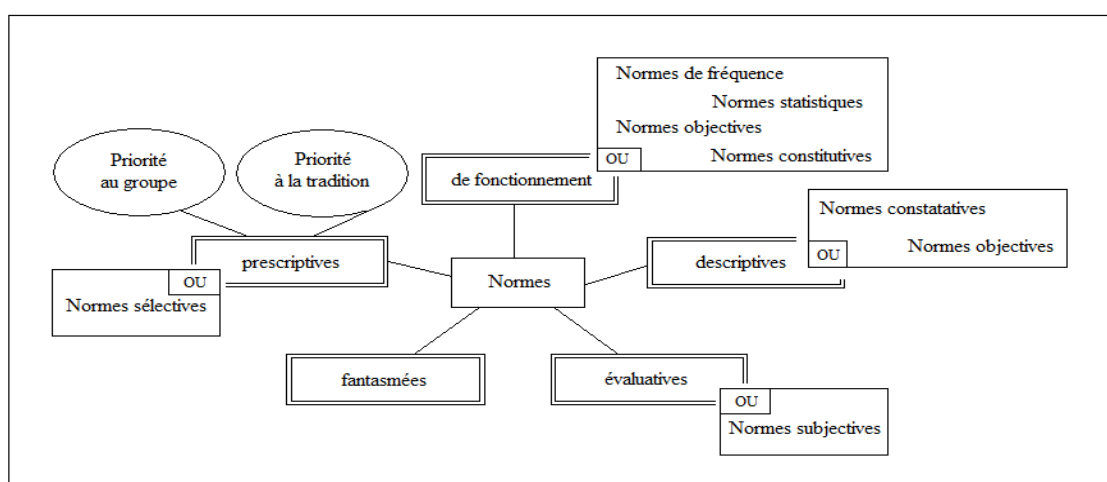 Normes de fréquence
Normes statistiques
Normes objectives
OU
Normes constitutives
Priorité
au groupe
Priorité
à la tradition
de fonctionnement
Normes constatatives
OU
Normes objectives
prescriptives
descriptives
OU
Normes sélectives
Normes
fantasmées
évaluatives
OU
Normes subjectives